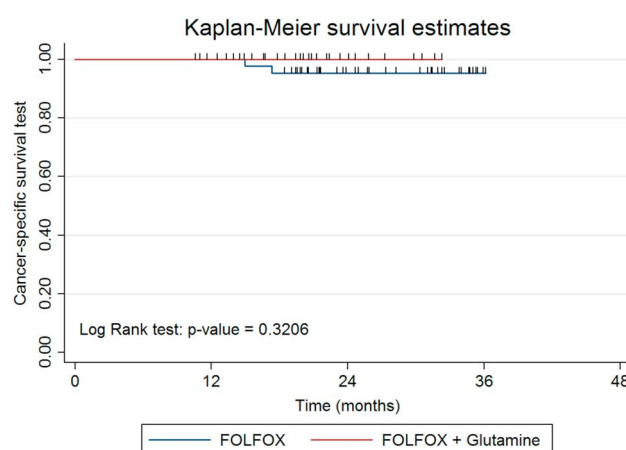 Kaplan-Meier survival estimates
Cancer-specific survival test
1.00
0.80
0.60
0.40
0.20
0.00
Log Rank test: p-value = 0.3206
0 12 24 36 48
Time (months)
FOLFOX FOLFOX + Glutamine